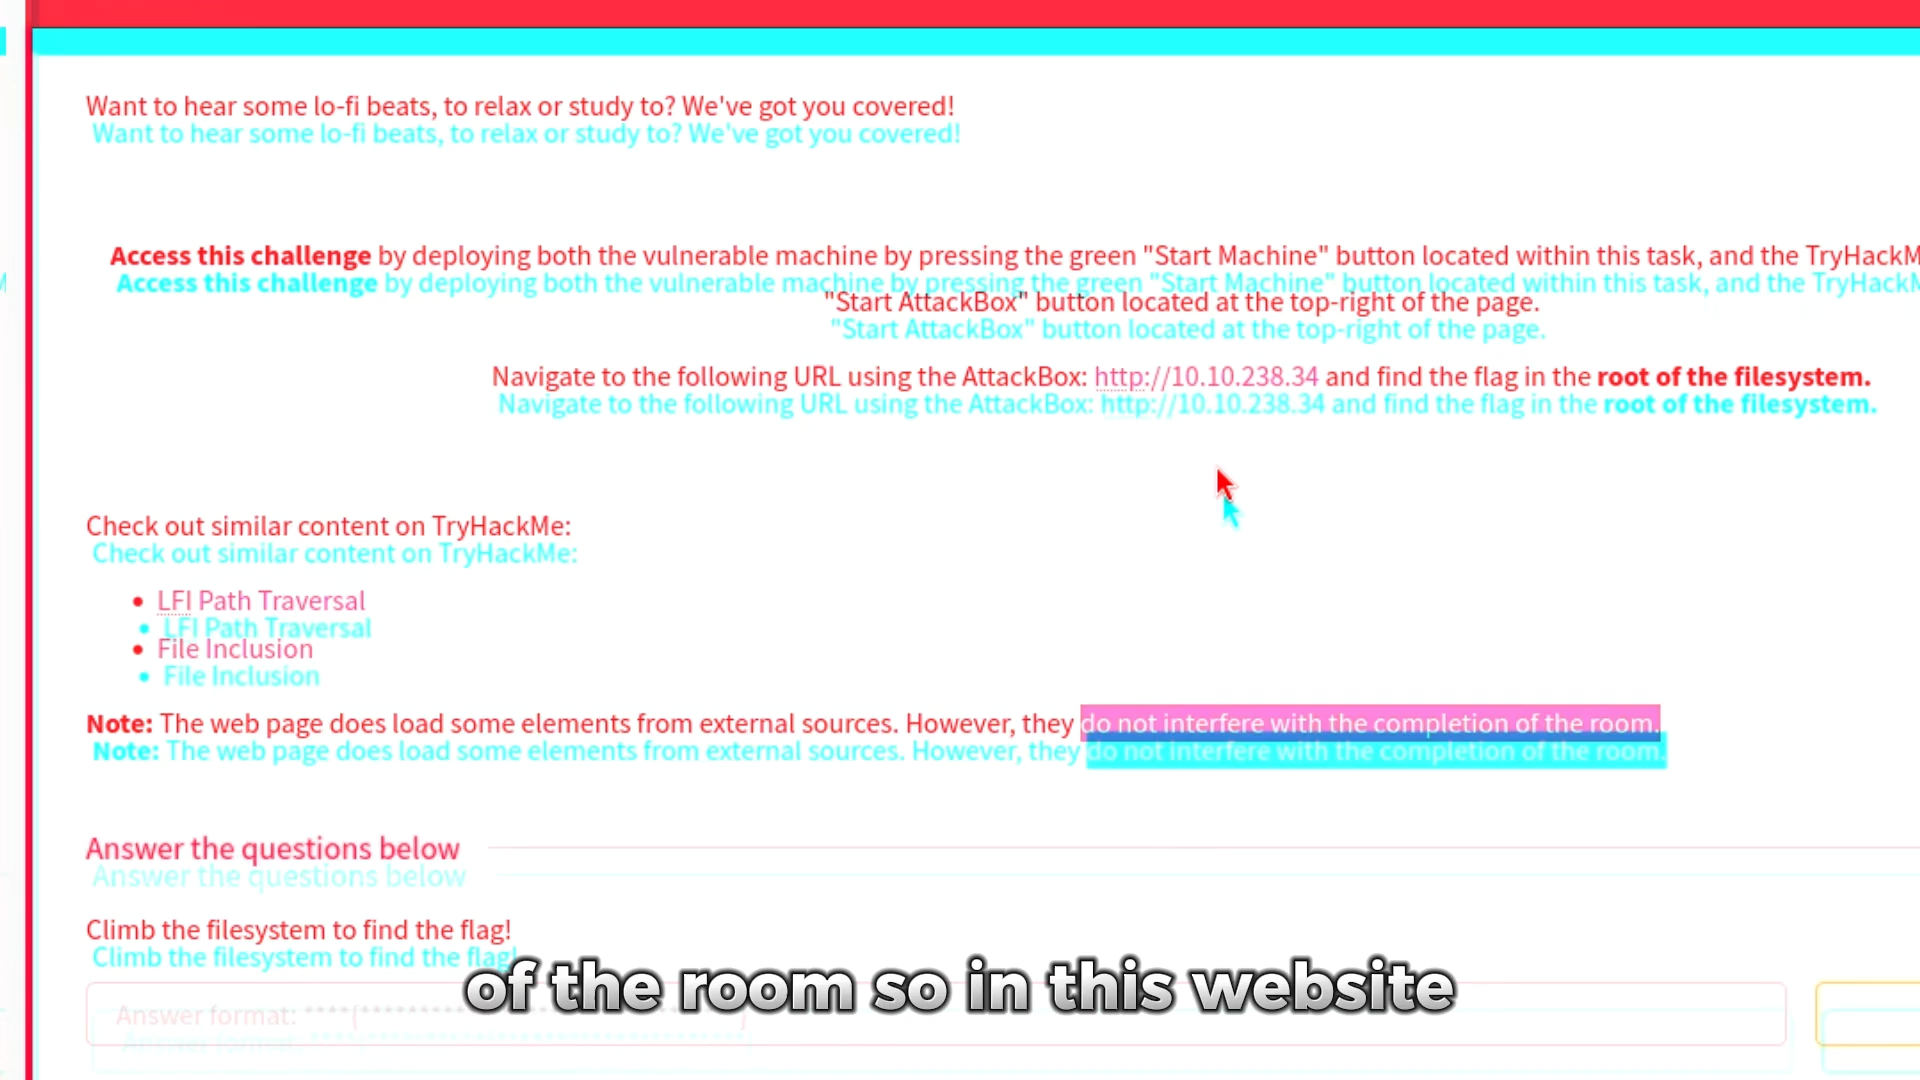 Want to hear some lo-fi beats, to relax or study to? We've got you covered!
Want to hear some lo-fi beats, to relax or study to? We've got you covered!
Access this challenge by deploying both the vulnerable machine by pressing the green "Start Machine" button located within this task, and the TryHackM
Access this challenge by deploying both the vulnerable machine by pressing the green "Start Machine" button located within this task, and the TryHackM
"Start AttackBox" button located at the top-right of the page.
"Start AttackBox" button located at the top-right of the page.
Navigate to the following URL using the AttackBox: http://10.10.238.34 and find the flag in the root of the filesystem.
Navigate to the following URL using the AttackBox: http://10.10.238.34 and find the flag in the root of the filesystem.
Check out similar content on TryHackMe:
Check out similar content on TryHackMe:
• LFI Path Traversal
• LFI Path Traversal
• File Inclusion
• File Inclusion
Note: The web page does load some elements from external sources. However, they do not interfere with the completion of the room.
Note: The web page does load some elements from external sources. However, they do not interfere with the completion of the room.
Answer the questions below
Answer the questions below
Climb the filesystem to find the flag!
Climb the filesystem to find the flag!
of the room so in this website
Answer format:
Answer format: